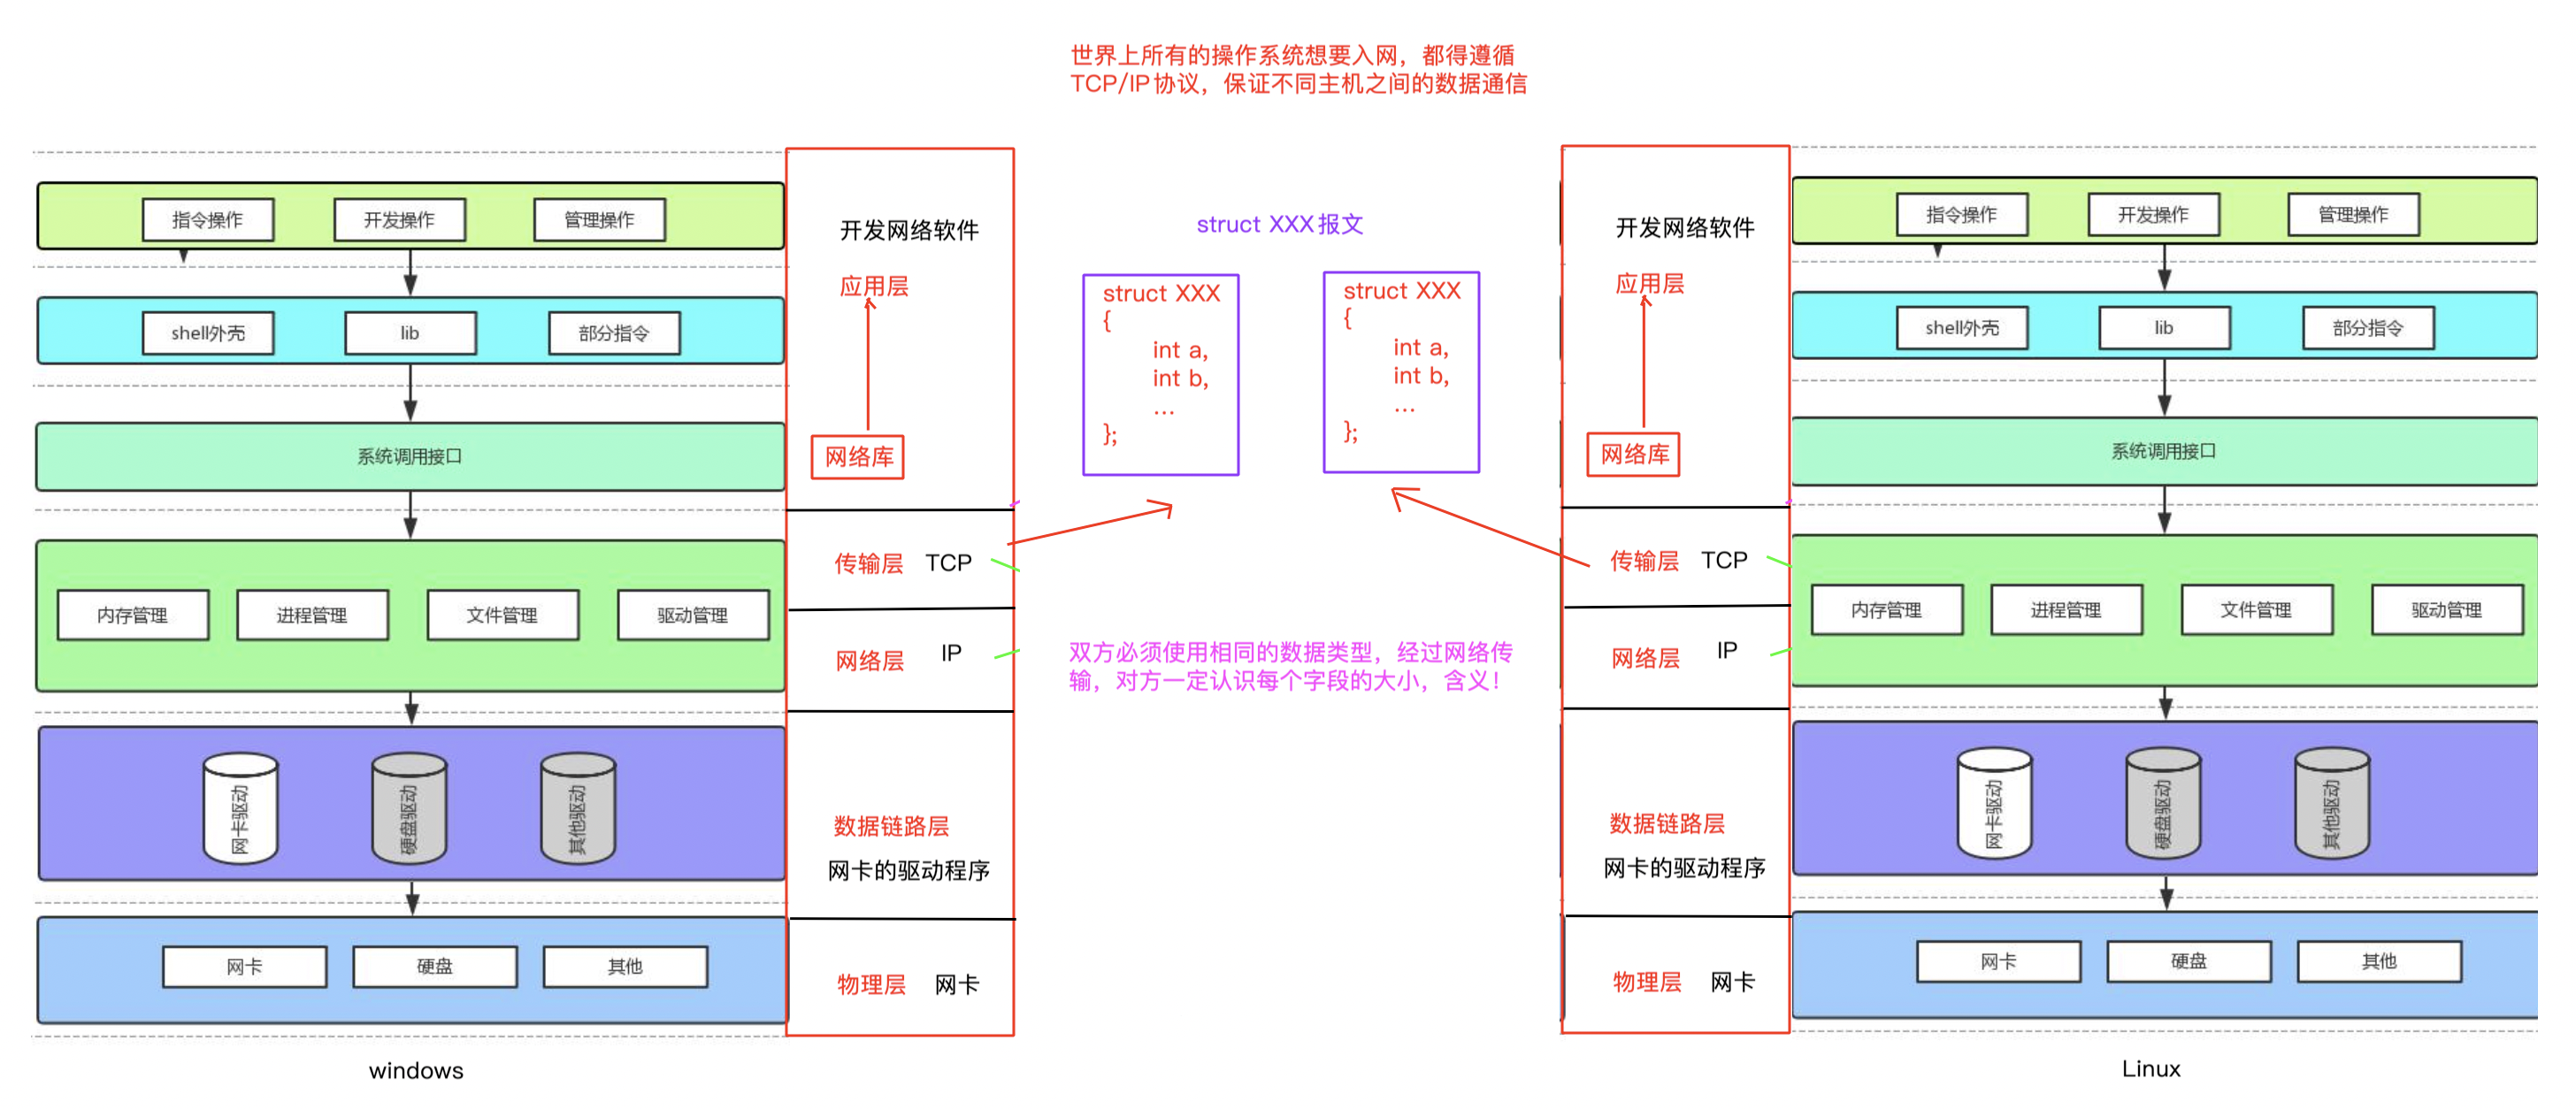 世界上所有的操作系统想要入网，都得遵循
TCP/IP协议，保证不同主机之间的数据通信
指令操作
开发操作
管理操作
shell外壳
lib
部分指令
系统调用接口
内存管理
进程管理
文件管理
驱动管理
网卡驱动
硬盘驱动
其他驱动
网卡
硬盘
其他
windows
开发网络软件
应用层
网络库
传输层 TCP
网络层 IP
数据链路层
网卡的驱动程序
物理层 网卡
struct XXX报文
struct XXX
{
int a,
int b,
...
};
struct XXX
{
int a,
int b,
...
};
双方必须使用相同的数据类型，经过网络传
输，对方一定认识每个字段的大小，含义！
开发网络软件
应用层
网络库
传输层 TCP
网络层 IP
数据链路层
网卡的驱动程序
物理层 网卡
指令操作
开发操作
管理操作
shell外壳
lib
部分指令
系统调用接口
内存管理
进程管理
文件管理
驱动管理
网卡驱动
硬盘驱动
其他驱动
网卡
硬盘
其他
Linux